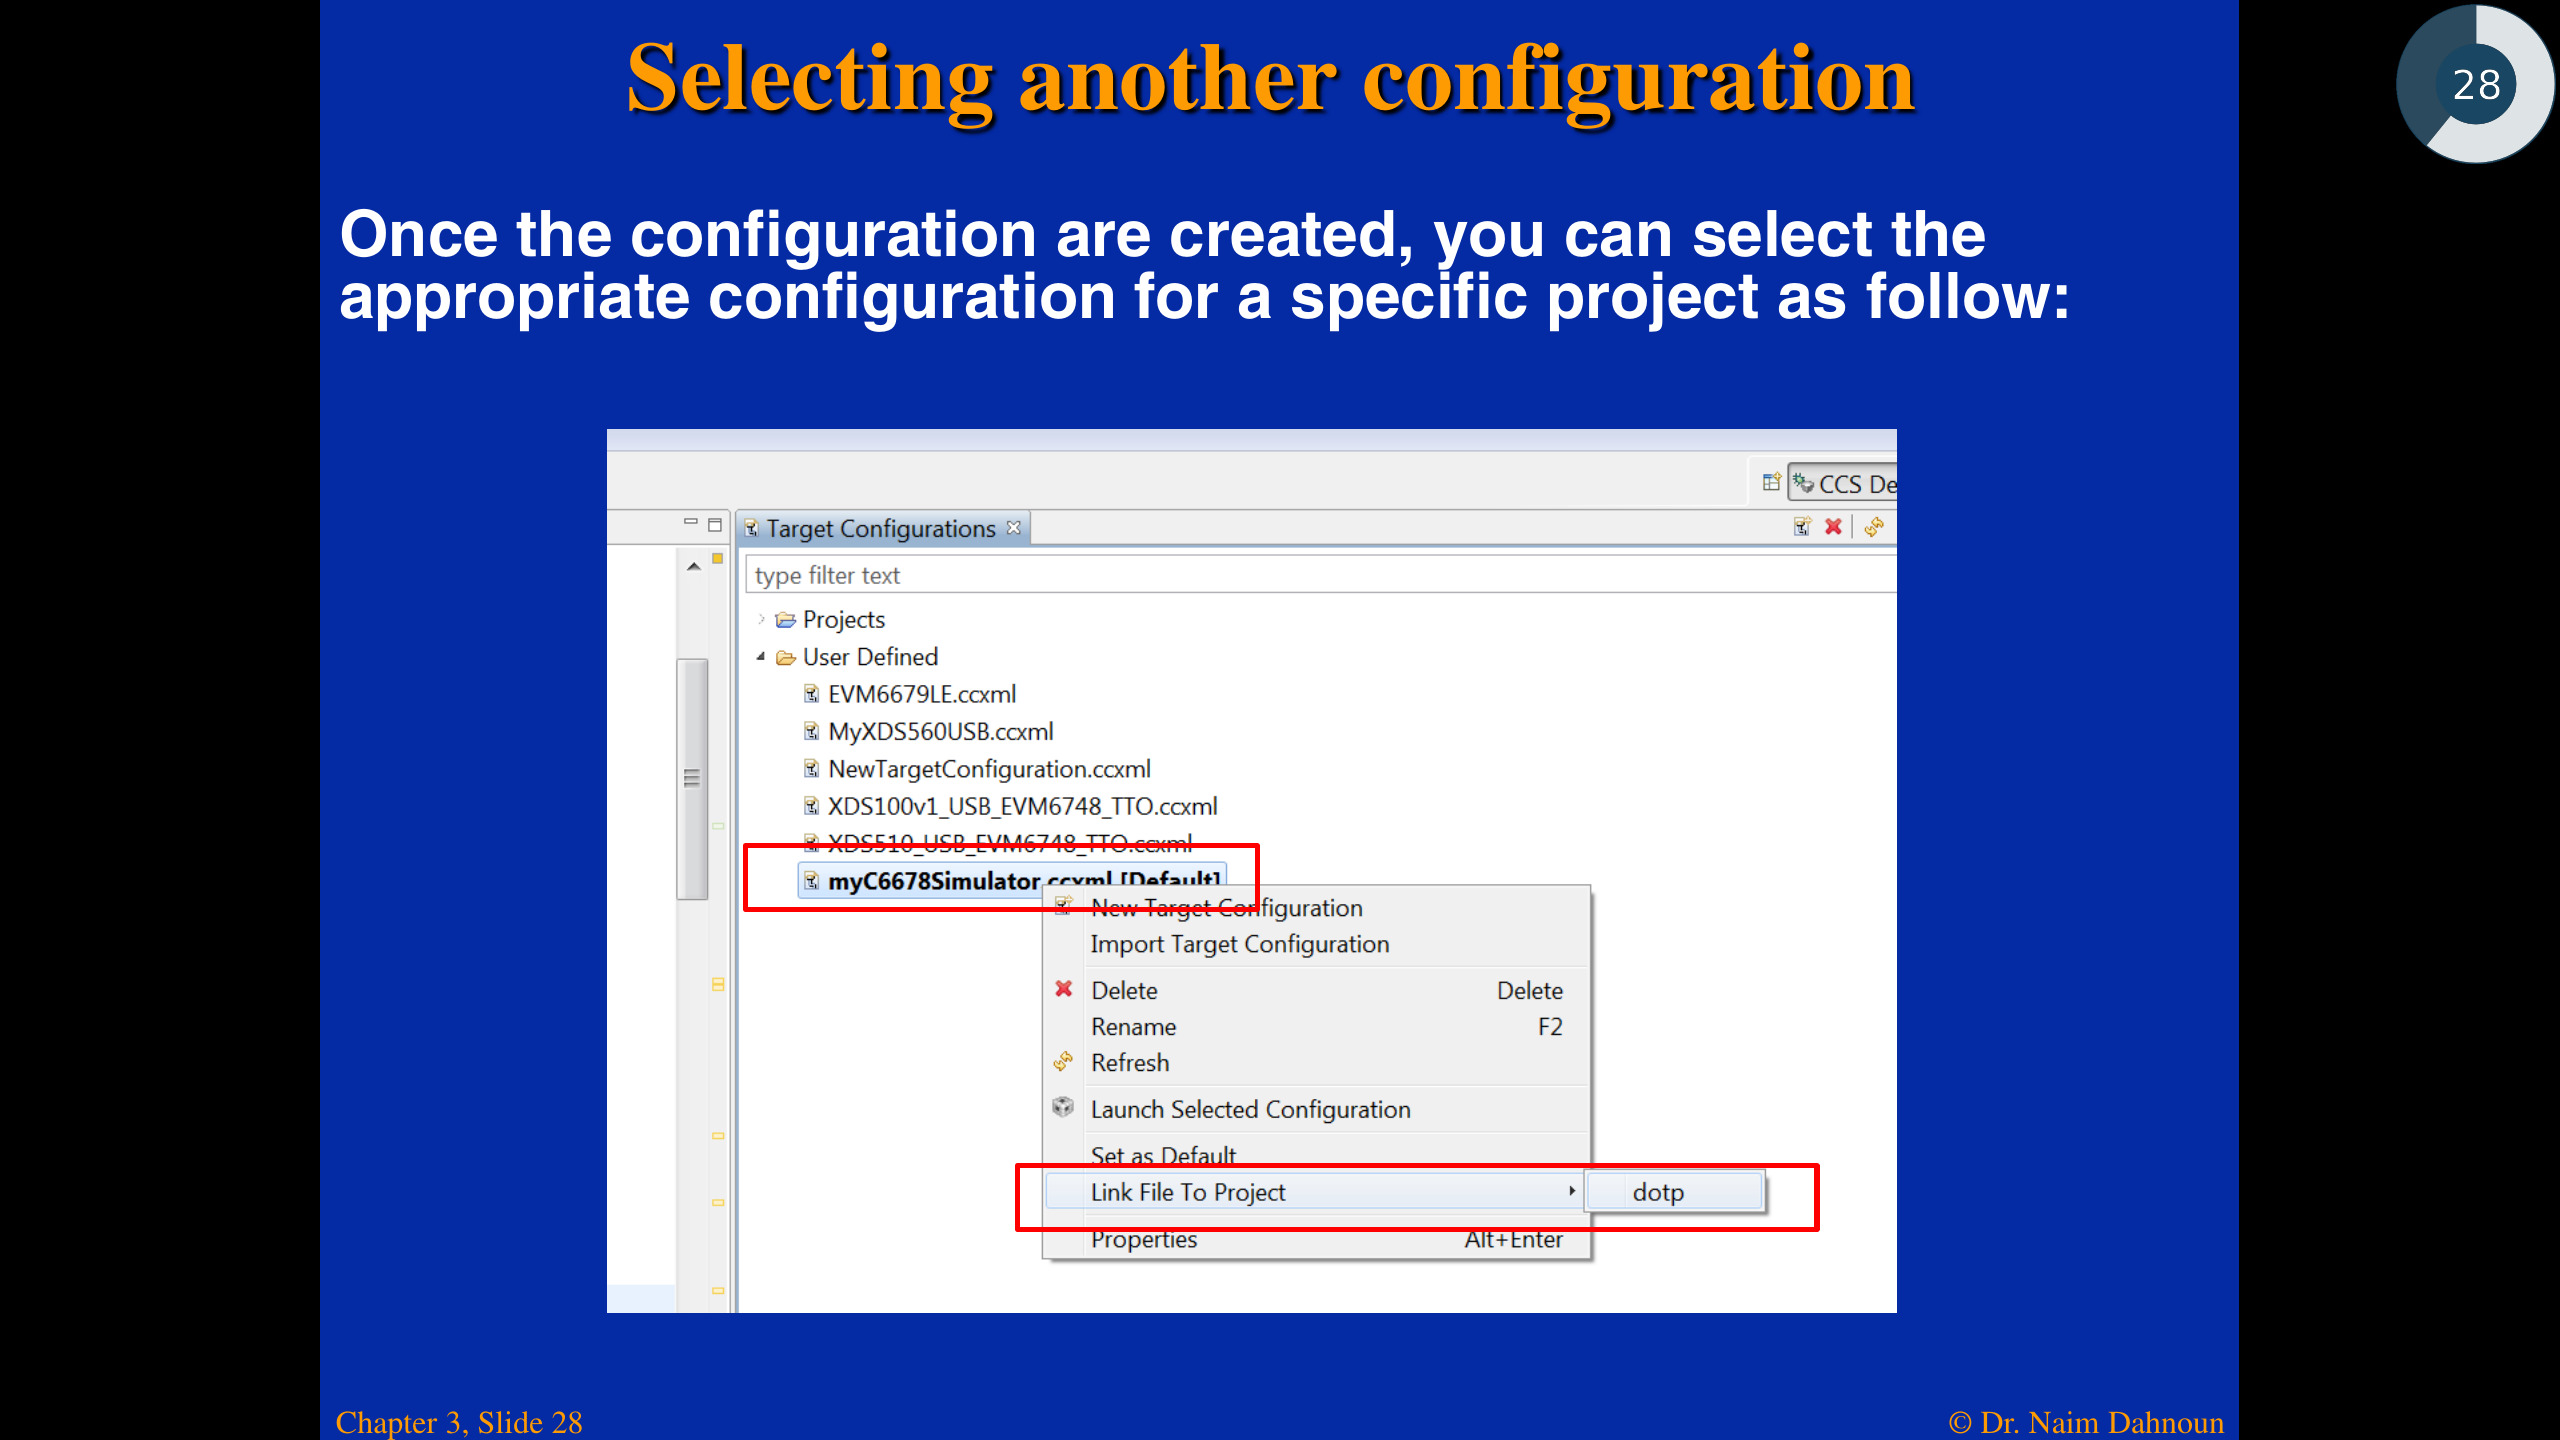 Selecting another configuration
28
Once the configuration are created, you can select the
appropriate configuration for a specific project as follow:
CCS De
Target Configurations
type filter text
Projects
User Defined
EVM6679LE.ccxml
MyXDS560USB.ccxml
NewTargetConfiguration.ccxml
XDS100v1_USB_EVM6748_TTO.ccxml
XDS510_USB_EVM6748_TTO.ccxml
myC6678Simulator.ccxml [Default]
New Target Configuration
Import Target Configuration
Delete Delete
Rename F2
Refresh
Launch Selected Configuration
Set as Default
Link File To Project dotp
Properties Alt+Enter
Chapter 3, Slide 28
© Dr. Naim Dahnoun